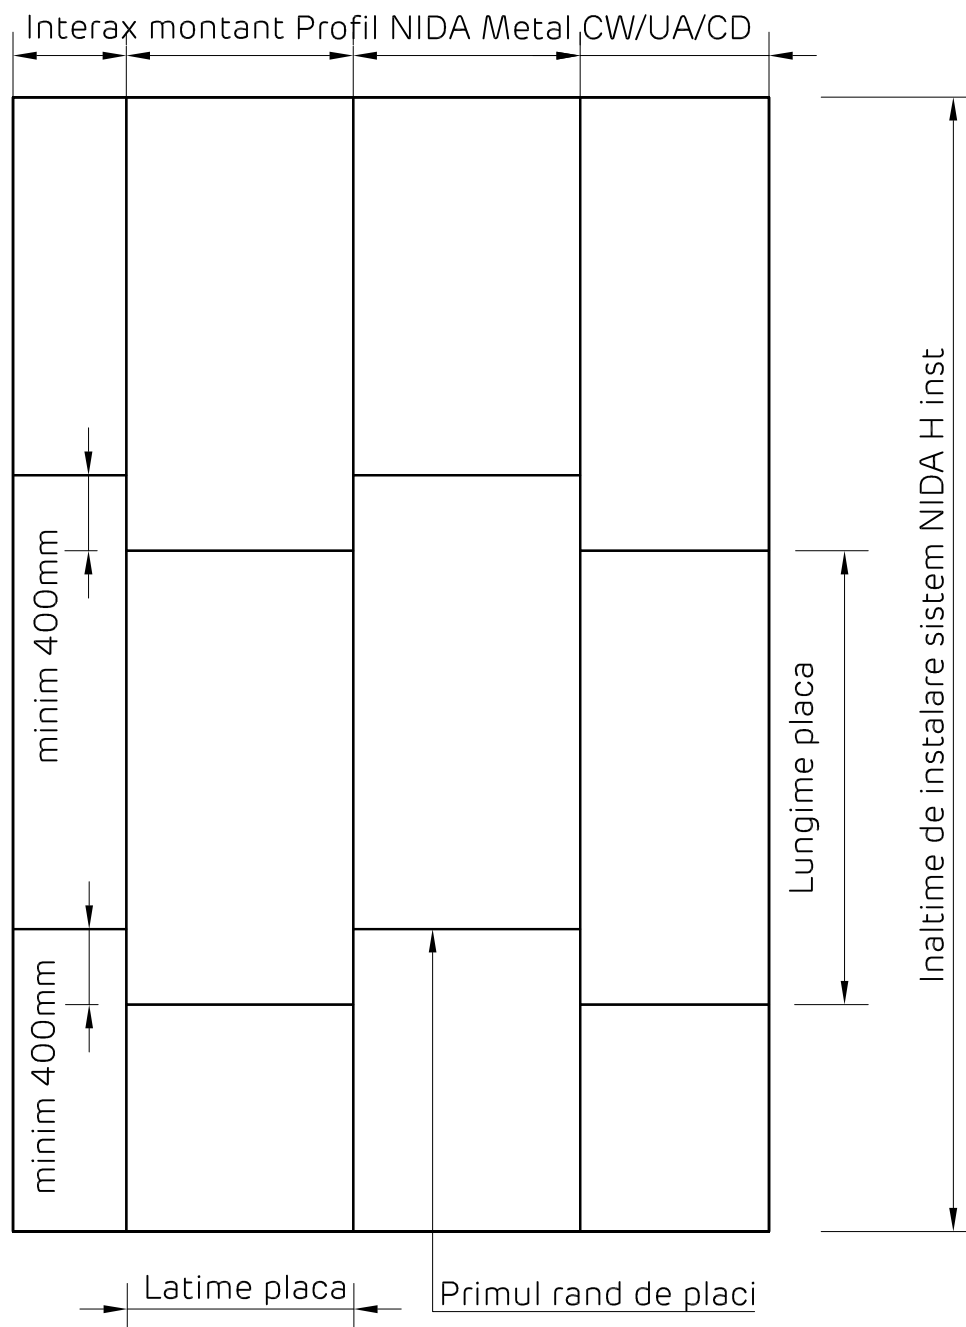 Interax montant Profil NIDA Metal CW/UA/CD
minim 400mm
Inaltime de instalare sistem NIDA H inst
Lungime placa
minim 400mm
Latime placa
Primul rand de placi